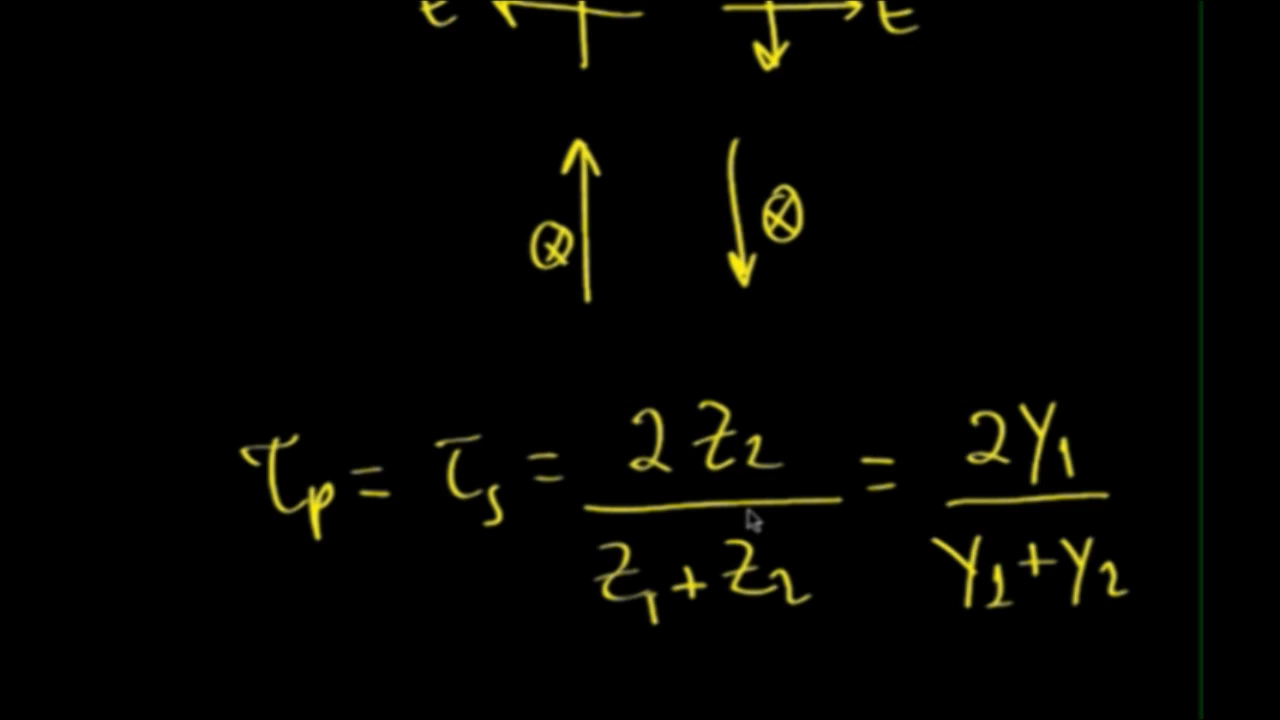 t t
⊗ ⊗
τₚ = τₛ = 2Z₂ / (Z₁ + Z₂) = 2Y₁ / (Y₁ + Y₂)